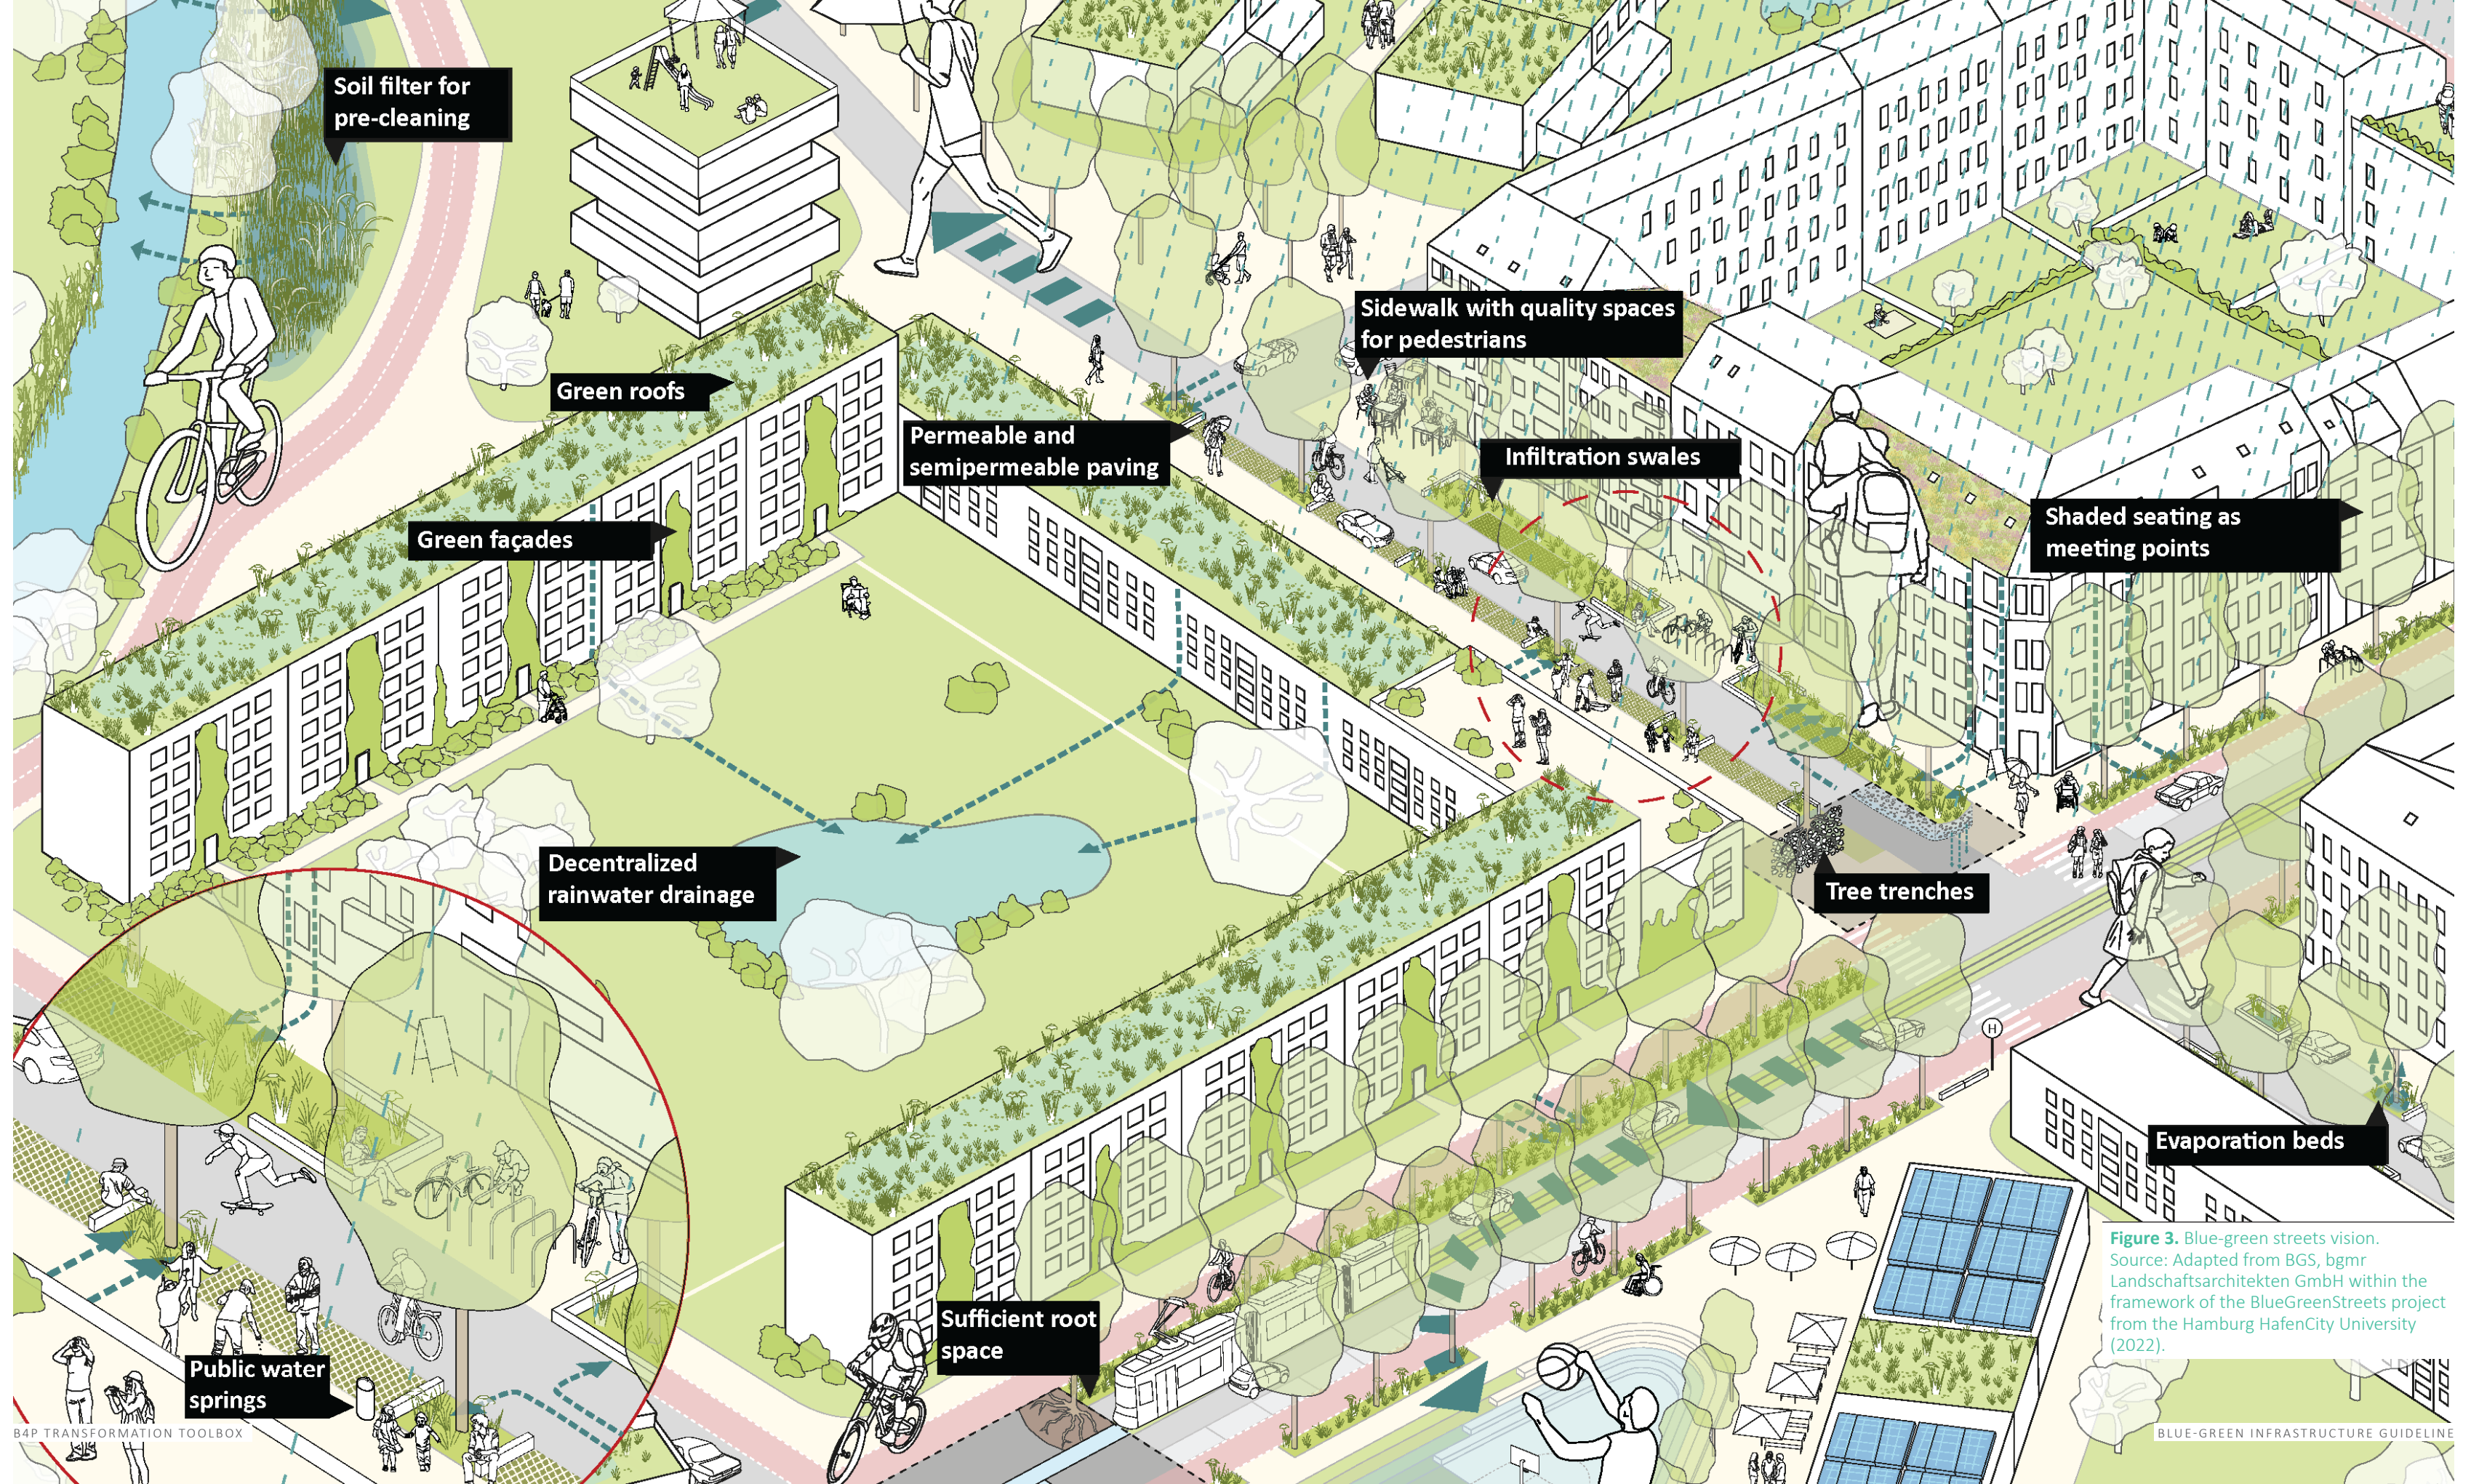 Soil filter for
pre-cleaning
Sidewalk with quality spaces
for pedestrians
Green roofs
Permeable and
semipermeable paving
Infiltration swales
Green façades
Shaded seating as
meeting points
Decentralized
rainwater drainage
Tree trenches
H
Evaporation beds
Sufficient root
space
Public water
springs
Figure 3. Blue-green streets vision.
Source: Adapted from BGS, bgmr
Landschaftsarchitekten GmbH within the
framework of the BlueGreenStreets project
from the Hamburg HafenCity University
(2022).
B4P TRANSFORMATION TOOLBOX
BLUE-GREEN INFRASTRUCTURE GUIDELINE